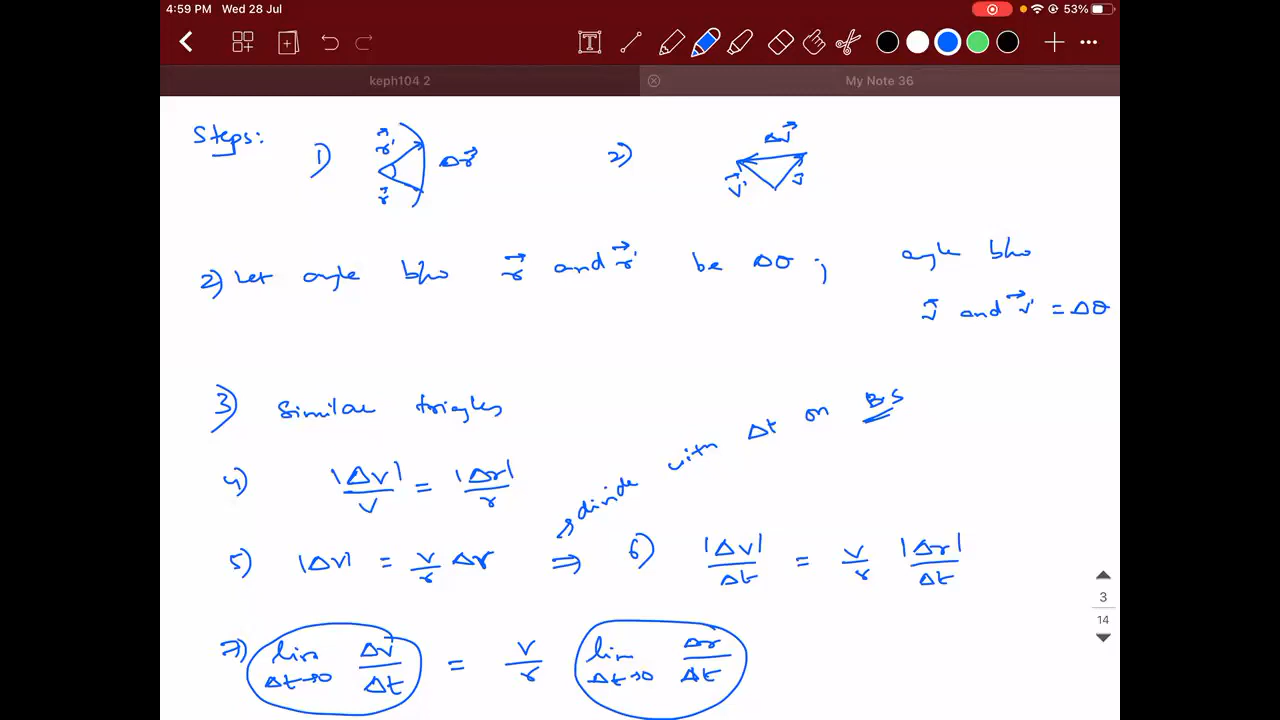 4:59 PM Wed 28 Jul
53%
keph104 2
My Note 36
Steps:
1) r⃗' Δr⃗ r⃗
2) Δv⃗ v⃗' v⃗
2) Let angle b/w r⃗ and r⃗' be Δθ ; angle b/w
v⃗ and v⃗' = Δθ
3) Similar triangles
divide with Δt on B.S
4) |Δv|/v = |Δr|/r
5) |Δv| = v/r Δr ⇒ 6) |Δv|/Δt = v/r |Δr|/Δt
3
14
7) lim Δt→0 Δv/Δt = v/r lim Δt→0 Δr/Δt